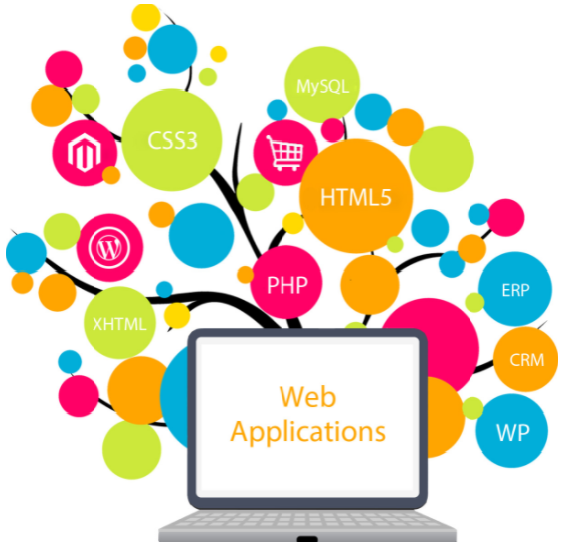 MySQL
CSS3
HTML5
PHP
ERP
XHTML
CRM
Web
Applications
WP